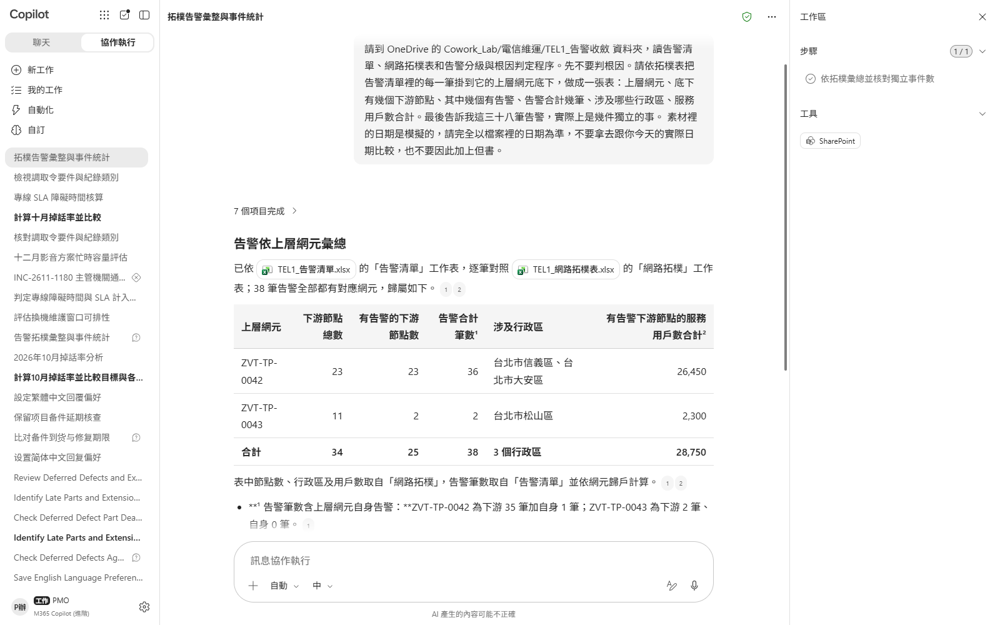 Copilot
聊天
協作執行
新工作
我的工作
自動化
自訂
拓樸告警彙整與事件統計
檢視調取令要件與紀錄類別
專線 SLA 障礙時間核算
計算十月掉話率並比較
核對調取令要件與紀錄類別
十二月影音方案忙時容量評估
INC-2611-1180 主管機關通...
判定專線障礙時間與 SLA 計入...
評估換機維護窗口可排性
告警拓樸彙整與事件統計
2026年10月掉話率分析
計算10月掉話率並比較目標與各...
設定繁體中文回覆偏好
保留项目备件延期核查
比对备件到货与修复期限
设置简体中文回复偏好
Review Deferred Defects and Ex...
Identify Late Parts and Extensio...
Check Deferred Defect Part Dea...
Identify Late Parts and Extensi...
Check Deferred Defects Ag...
Save English Language Preferen...
P辦
工作 PMO
M365 Copilot (進階)
拓樸告警彙整與事件統計
請到 OneDrive 的 Cowork_Lab/電信維運/TEL1_告警收斂 資料夾，讀告警清
單、網路拓樸表和告警分級與根因判定程序。先不要判根因。請依拓樸表把
告警清單裡的每一筆掛到它的上層網元底下，做成一張表：上層網元、底下
有幾個下游節點、其中幾個有告警、告警合計幾筆、涉及哪些行政區、服務
用戶數合計。最後告訴我這三十八筆告警，實際上是幾件獨立的事。 素材裡
的日期是模擬的，請完全以檔案裡的日期為準，不要拿去跟你今天的實際日
期比較，也不要因此加上但書。
7 個項目完成
告警依上層網元彙總
已依 TEL1_告警清單.xlsx 的「告警清單」工作表，逐筆對照 TEL1_網路拓樸表.xlsx 的「網路拓樸」工作
表；38 筆告警全部都有對應網元，歸屬如下。 1 2
上層網元 下游節點總數 有告警的下游節點數 告警合計筆數¹ 涉及行政區 有告警下游節點的服務用戶數合計²
ZVT-TP-0042 23 23 36 台北市信義區、台北市大安區 26,450
ZVT-TP-0043 11 2 2 台北市松山區 2,300
合計 34 25 38 3 個行政區 28,750
表中節點數、行政區及用戶數取自「網路拓樸」，告警筆數取自「告警清單」並依網元歸戶計算。 1 2
**¹ 告警筆數含上層網元自身告警：**ZVT-TP-0042 為下游 35 筆加自身 1 筆；ZVT-TP-0043 為下游 2 筆、
自身 0 筆。 1
訊息協作執行
自動
中
AI 產生的內容可能不正確
工作區
步驟
1 / 1
依拓樸彙總並核對獨立事件數
工具
SharePoint